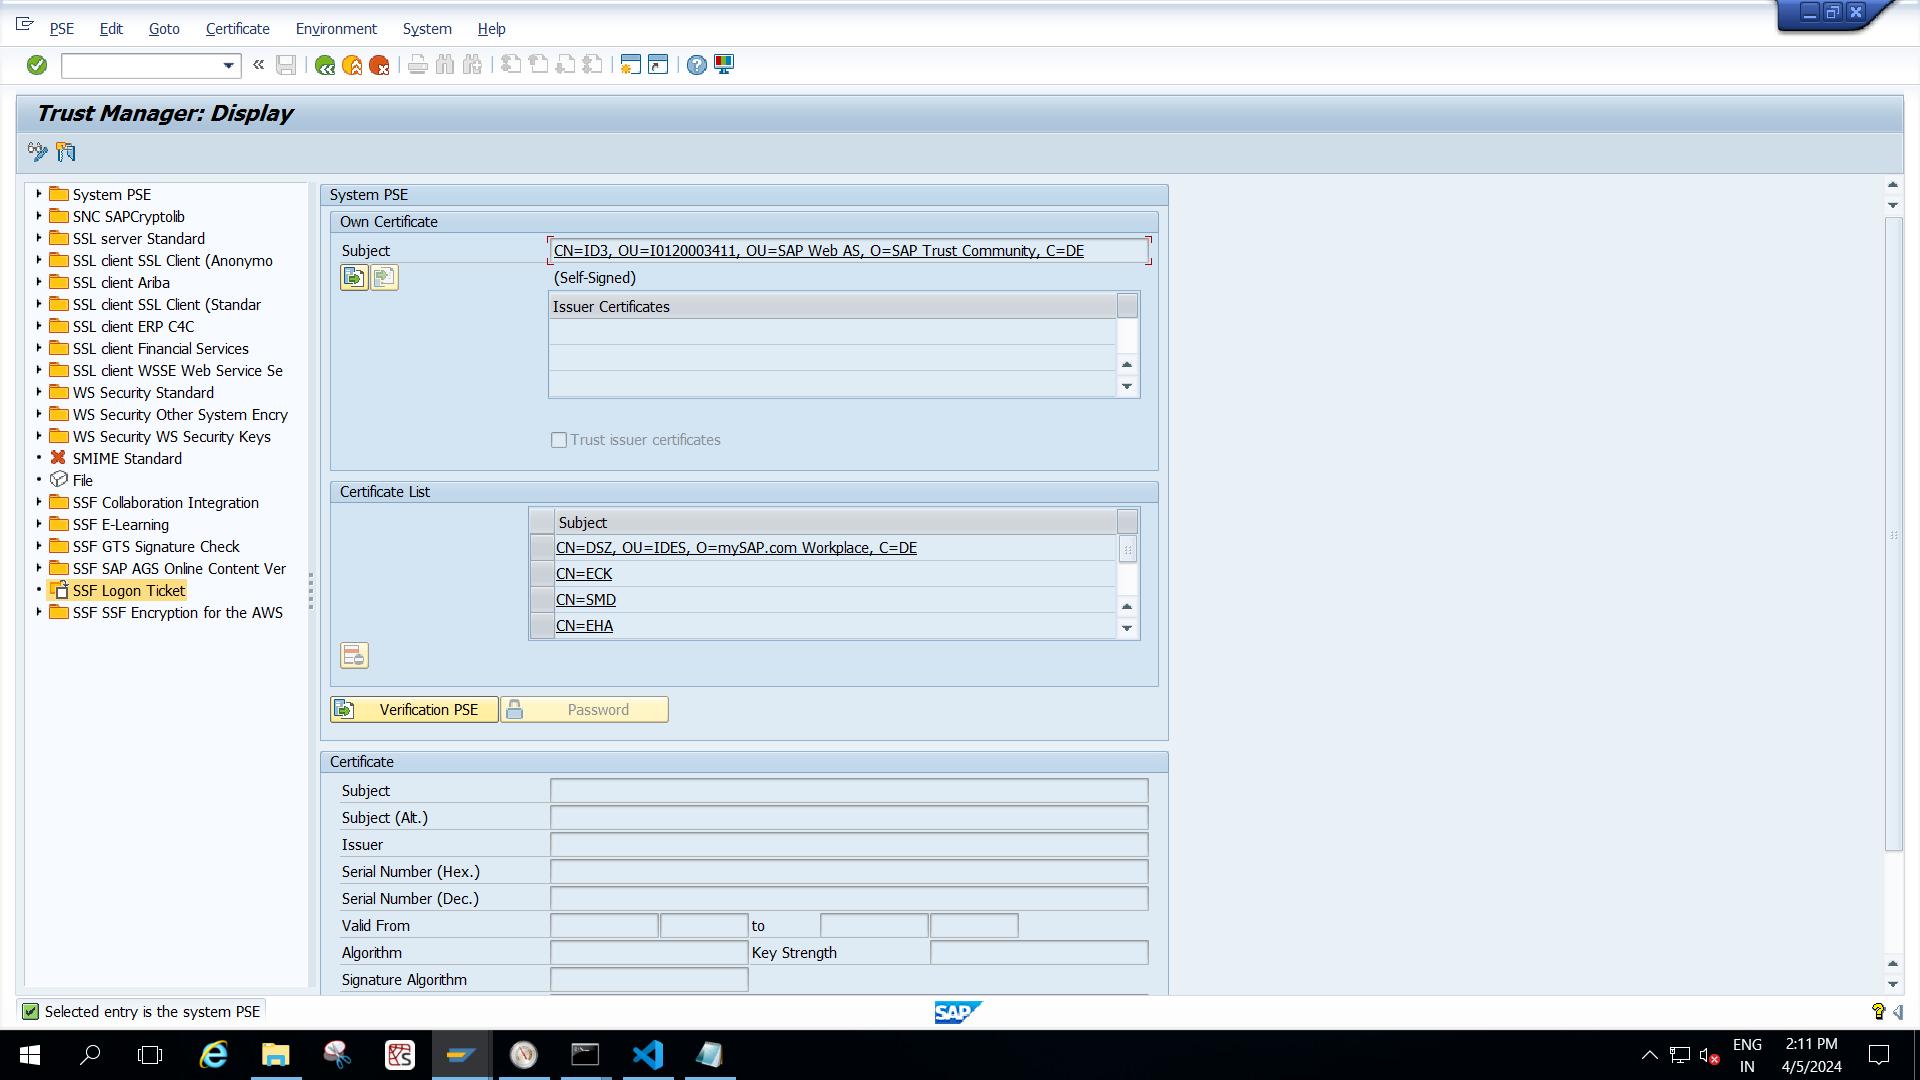 PSE Edit Goto Certificate Environment System Help
Trust Manager: Display
System PSE
SNC SAPCryptolib
SSL server Standard
SSL client SSL Client (Anonymo
SSL client Ariba
SSL client SSL Client (Standar
SSL client ERP C4C
SSL client Financial Services
SSL client WSSE Web Service Se
WS Security Standard
WS Security Other System Encry
WS Security WS Security Keys
SMIME Standard
File
SSF Collaboration Integration
SSF E-Learning
SSF GTS Signature Check
SSF SAP AGS Online Content Ver
SSF Logon Ticket
SSF SSF Encryption for the AWS
System PSE
Own Certificate
Subject CN=ID3, OU=I0120003411, OU=SAP Web AS, O=SAP Trust Community, C=DE
(Self-Signed)
Issuer Certificates
Trust issuer certificates
Certificate List
Subject
CN=DSZ, OU=IDES, O=mySAP.com Workplace, C=DE
CN=ECK
CN=SMD
CN=EHA
Verification PSE Password
Certificate
Subject
Subject (Alt.)
Issuer
Serial Number (Hex.)
Serial Number (Dec.)
Valid From to
Algorithm Key Strength
Signature Algorithm
Selected entry is the system PSE
SAP
ENG 2:11 PM
IN 4/5/2024